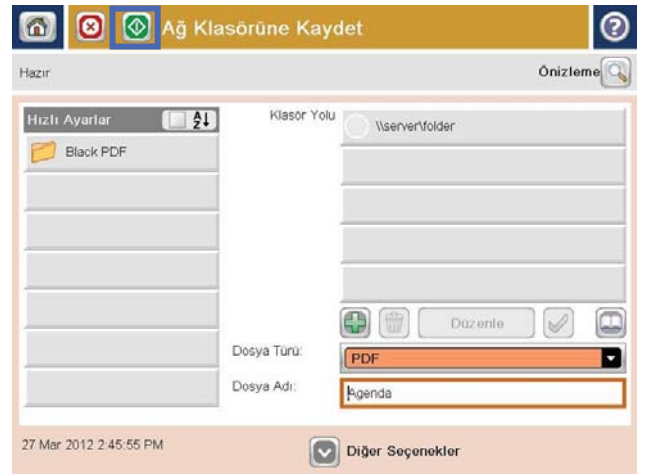 Ağ Klasörüne Kaydet
Hazır
Önizleme
Hızlı Ayarlar
Klasör Yolu
\\server\folder
Black PDF
Düzenle
Dosya Türü:
PDF
Dosya Adı:
Agenda
27 Mar 2012 2:45:55 PM
Diğer Seçenekler